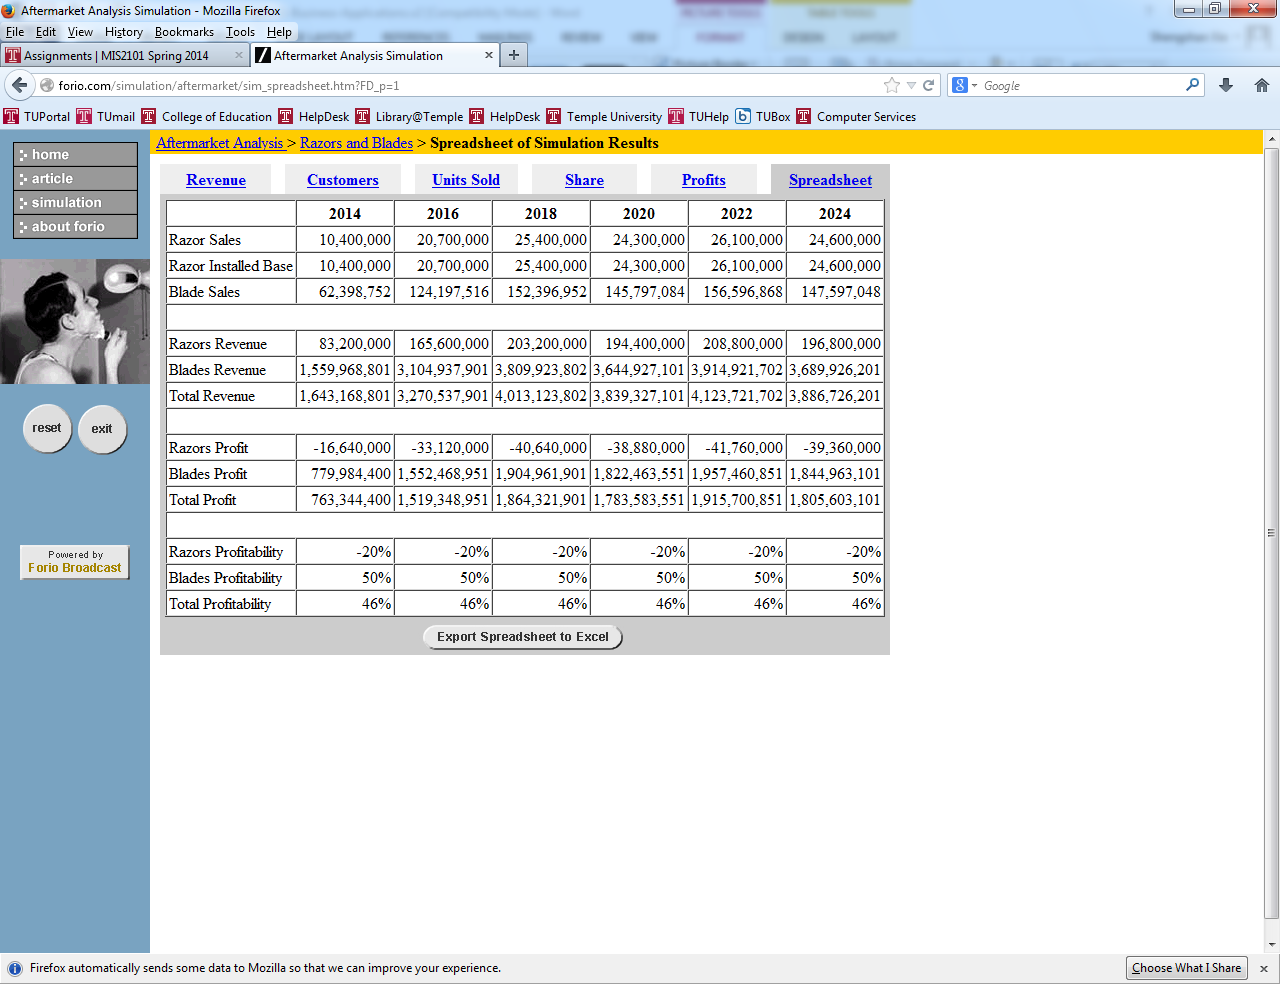 Aftermarket Analysis Simulation - Mozilla Firefox
File Edit View History Bookmarks Tools Help
Assignments | MIS2101 Spring 2014 Aftermarket Analysis Simulation
forio.com/simulation/aftermarket/sim_spreadsheet.htm?FD_p=1 Google
TUPortal TUmail College of Education HelpDesk Library@Temple HelpDesk Temple University TUHelp TUBox Computer Services
Aftermarket Analysis > Razors and Blades > Spreadsheet of Simulation Results
home
article
simulation
about forio
reset exit
Powered by
Forio Broadcast
Revenue Customers Units Sold Share Profits Spreadsheet
2014 2016 2018 2020 2022 2024
Razor Sales 10,400,000 20,700,000 25,400,000 24,300,000 26,100,000 24,600,000
Razor Installed Base 10,400,000 20,700,000 25,400,000 24,300,000 26,100,000 24,600,000
Blade Sales 62,398,752 124,197,516 152,396,952 145,797,084 156,596,868 147,597,048
Razors Revenue 83,200,000 165,600,000 203,200,000 194,400,000 208,800,000 196,800,000
Blades Revenue 1,559,968,801 3,104,937,901 3,809,923,802 3,644,927,101 3,914,921,702 3,689,926,201
Total Revenue 1,643,168,801 3,270,537,901 4,013,123,802 3,839,327,101 4,123,721,702 3,886,726,201
Razors Profit -16,640,000 -33,120,000 -40,640,000 -38,880,000 -41,760,000 -39,360,000
Blades Profit 779,984,400 1,552,468,951 1,904,961,901 1,822,463,551 1,957,460,851 1,844,963,101
Total Profit 763,344,400 1,519,348,951 1,864,321,901 1,783,583,551 1,915,700,851 1,805,603,101
Razors Profitability -20% -20% -20% -20% -20% -20%
Blades Profitability 50% 50% 50% 50% 50% 50%
Total Profitability 46% 46% 46% 46% 46% 46%
Export Spreadsheet to Excel
Firefox automatically sends some data to Mozilla so that we can improve your experience. Choose What I Share